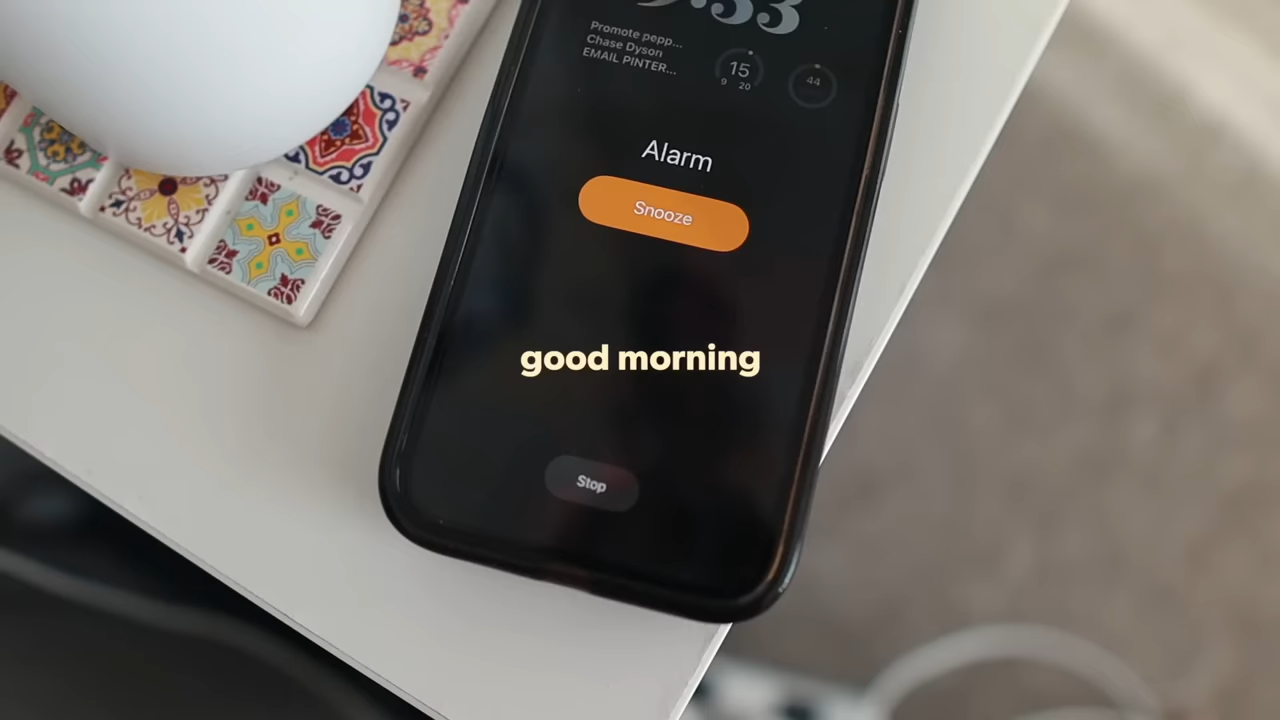 Promote pepp...
Chase Dyson
EMAIL PINTER...
15
9 20
44
Alarm
Snooze
good morning
Stop